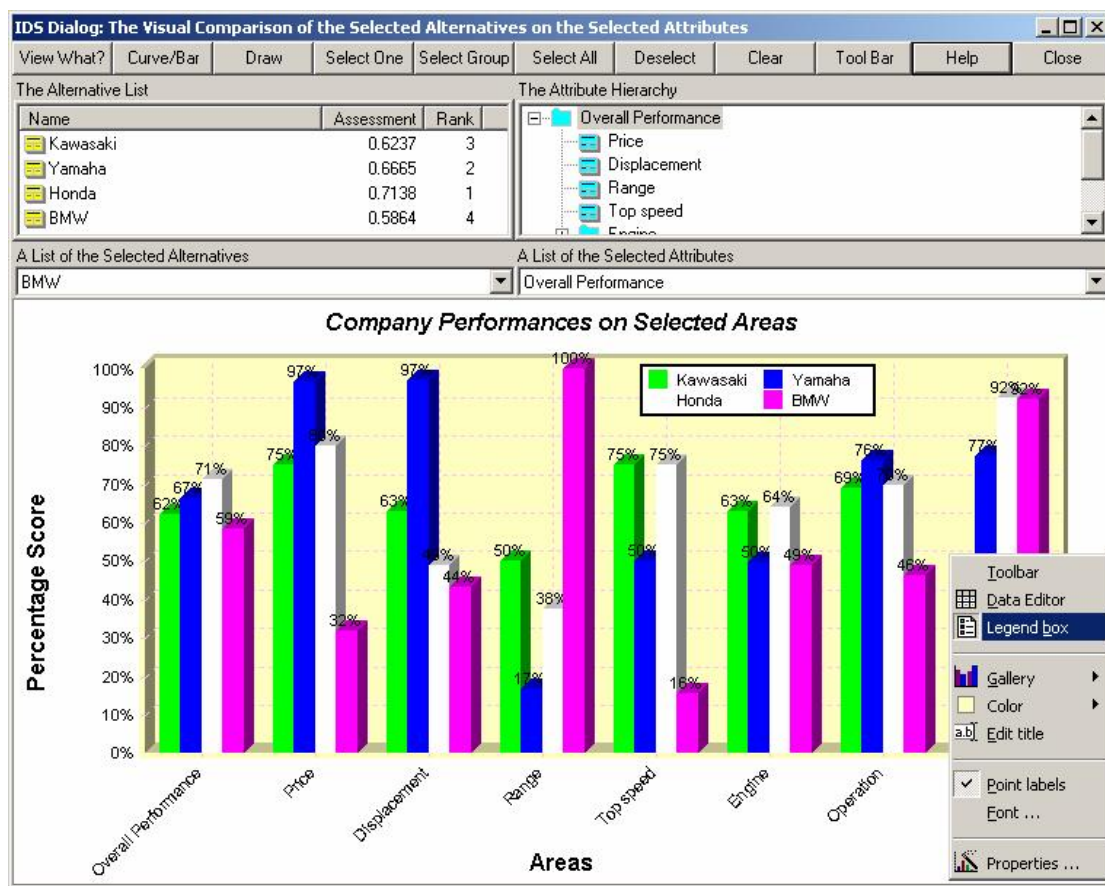 IDS Dialog: The Visual Comparison of the Selected Alternatives on the Selected Attributes
View What? Curve/Bar Draw Select One Select Group Select All Deselect Clear Tool Bar Help Close
The Alternative List
Name Assessment Rank
Kawasaki 0.6237 3
Yamaha 0.6665 2
Honda 0.7138 1
BMW 0.5864 4
The Attribute Hierarchy
Overall Performance
Price
Displacement
Range
Top speed
Engine
A List of the Selected Alternatives
BMW
A List of the Selected Attributes
Overall Performance
Company Performances on Selected Areas
Kawasaki Yamaha
Honda BMW
Percentage Score
100%
90%
80%
70%
60%
50%
40%
30%
20%
10%
0%
62% 67% 71% 59%
75% 97% 32%
63% 97% 44%
50% 17% 38% 100%
75% 50% 75% 16%
63% 50% 64% 49%
69% 76% 46%
77% 92% 92%
Overall Performance
Price
Displacement
Range
Top speed
Engine
Operation
Areas
Toolbar
Data Editor
Legend box
Gallery
Color
a.b Edit title
Point labels
Font ...
Properties ...